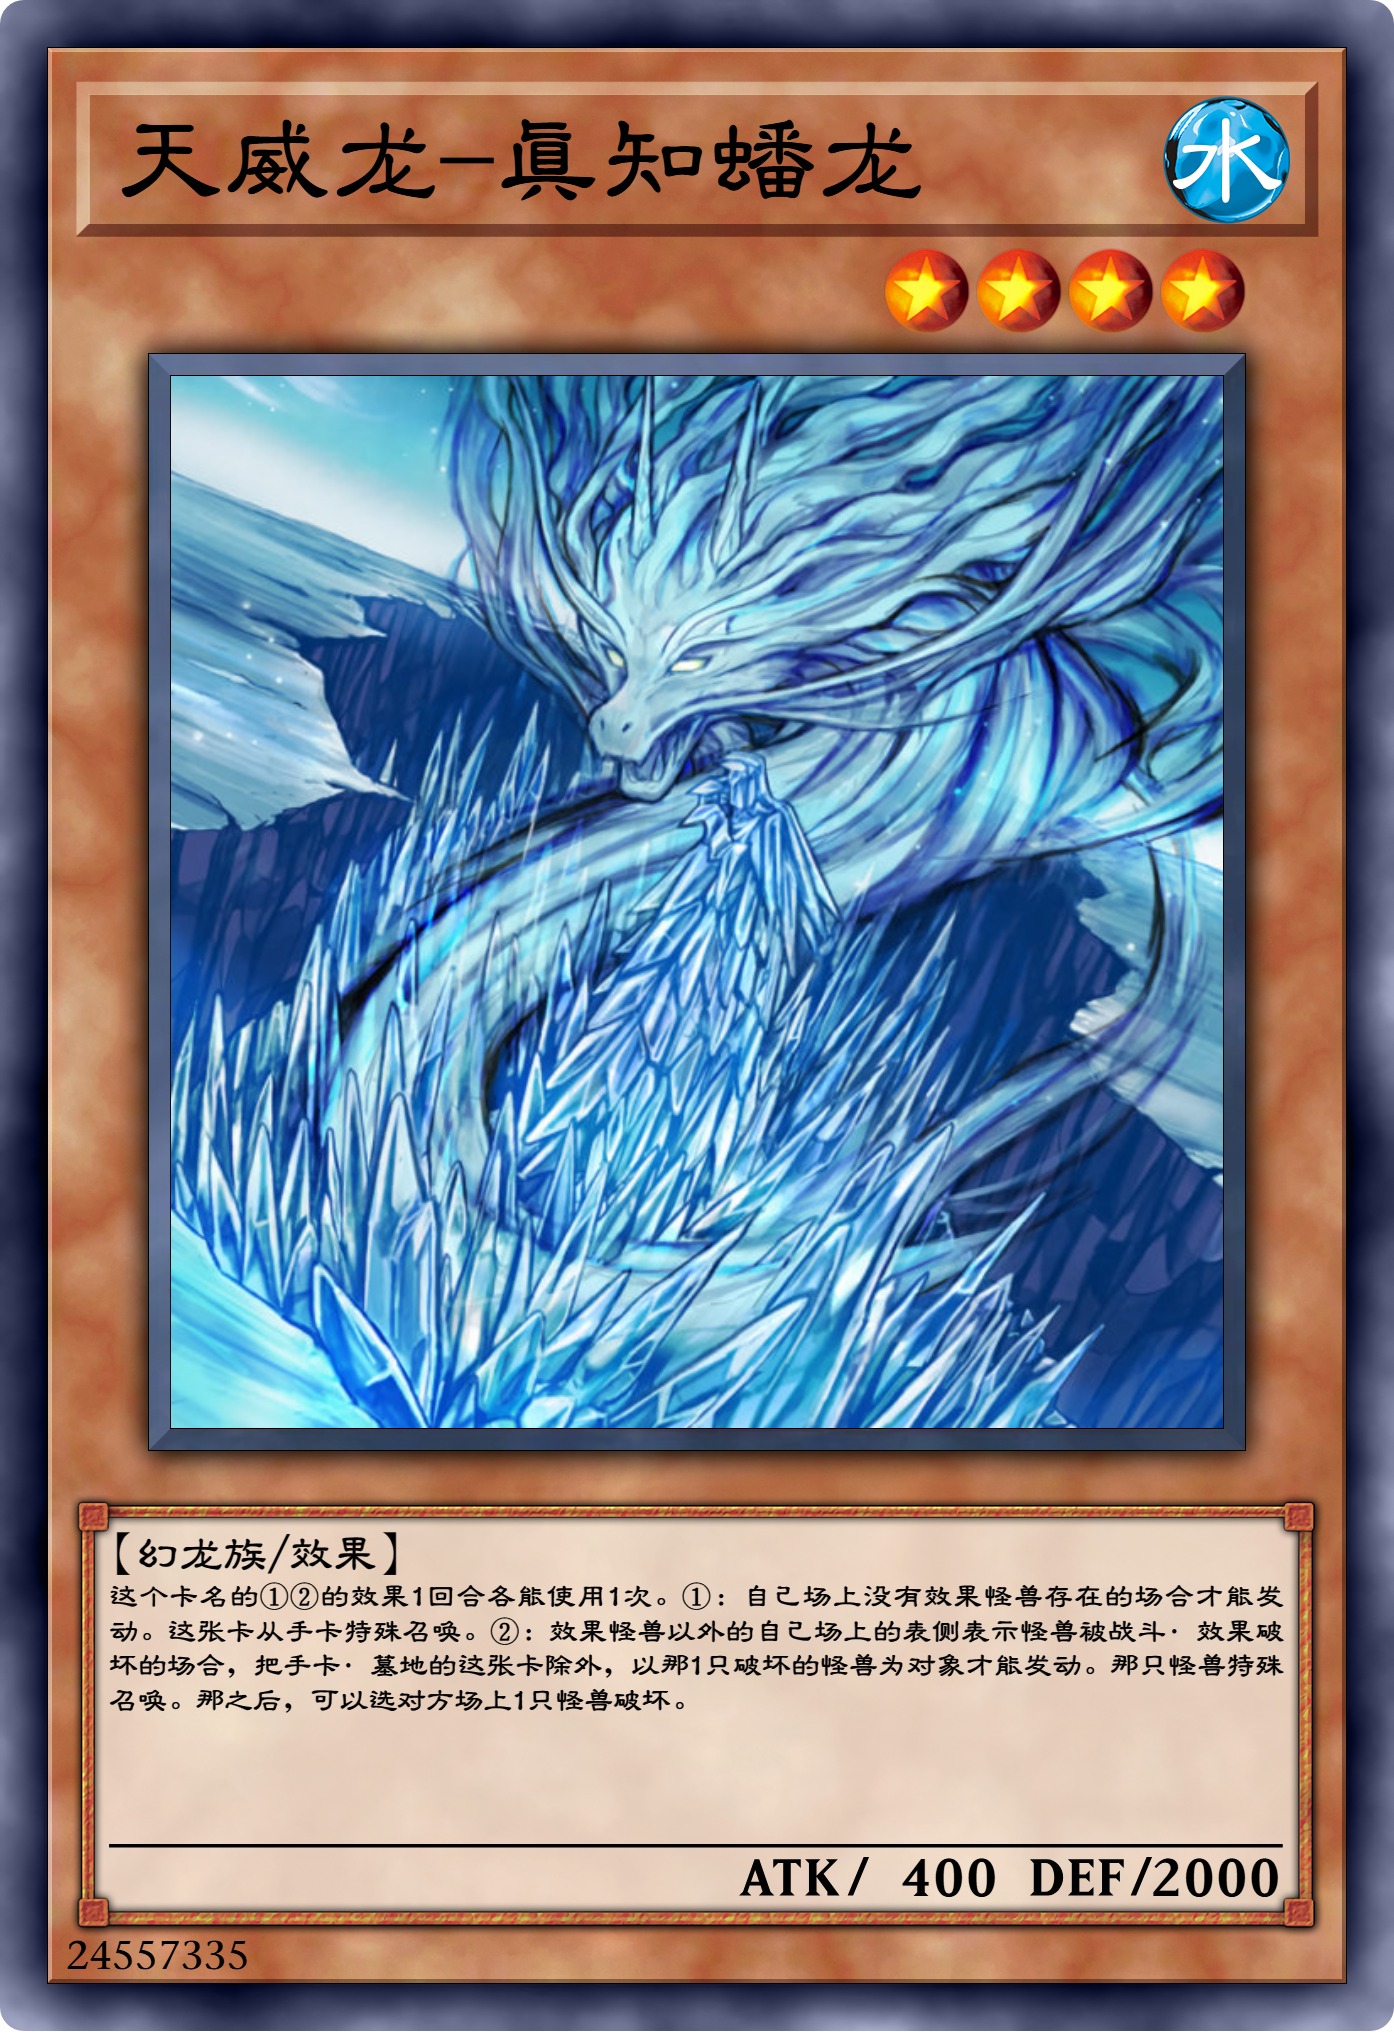 天威龙-眞知蟠龙
水
【幻龙族/效果】
这个卡名的①②的效果1回合各能使用1次。①：自己场上没有效果怪兽存在的场合才能发
动。这张卡从手卡特殊召唤。②：效果怪兽以外的自己场上的表侧表示怪兽被战斗·效果破
坏的场合，把手卡·墓地的这张卡除外，以那1只破坏的怪兽为对象才能发动。那只怪兽特殊
召唤。那之后，可以选对方场上1只怪兽破坏。
ATK/ 400 DEF/2000
24557335